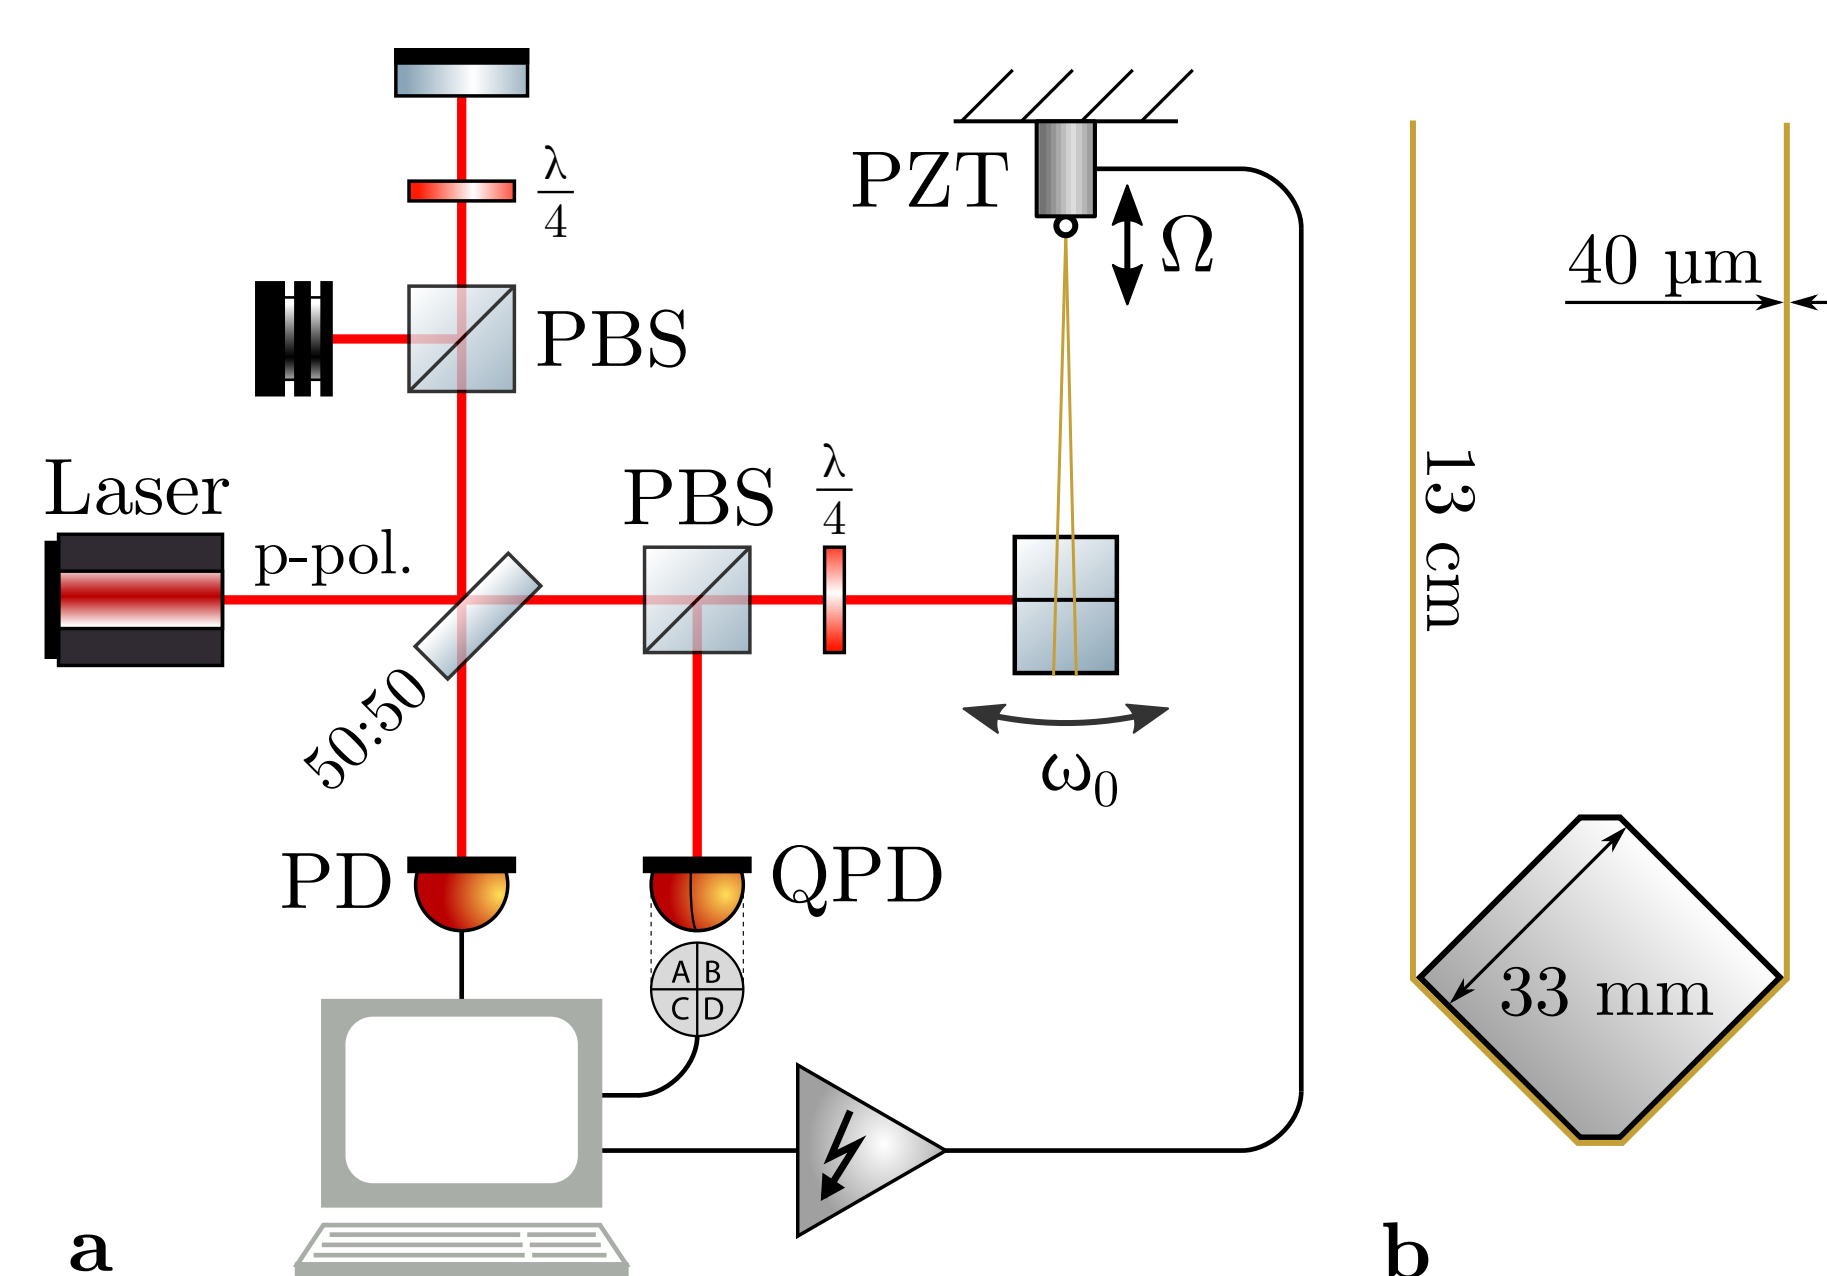 λ
4
PZT
Ω
40 µm
PBS
Laser
p-pol.
PBS
λ
4
13 cm
50:50
ω0
PD
QPD
A B
C D
33 mm
a
b